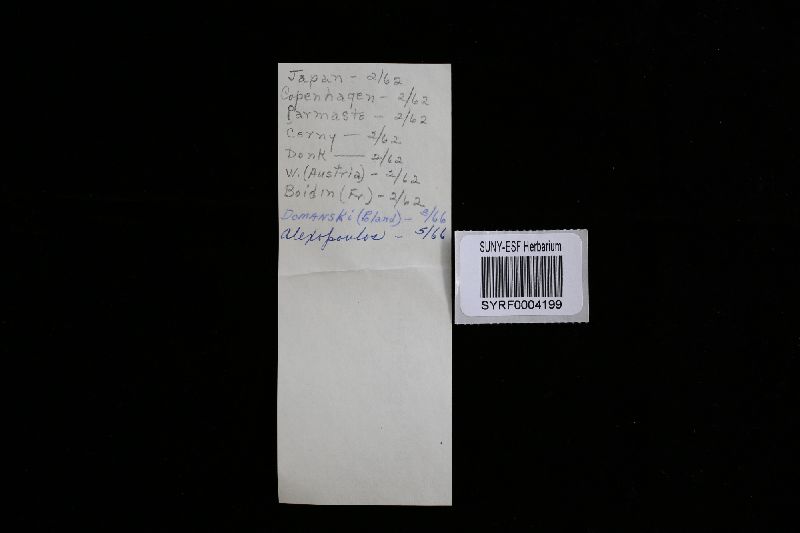 Japan - 2/62
Copenhagen - 2/62
Parmasto - 2/62
Cerny - 2/62
Donk - 2/62
W. (Austria) - 2/62
Boidin (Fr) - 2/62
Domanski (Poland) - 3/66
Alexopoulos - 5/66
SUNY-ESF Herbarium
SYRF0004199